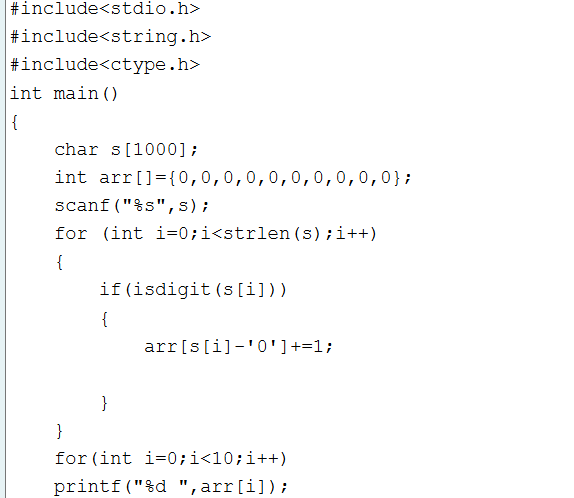 #include<stdio.h>
#include<string.h>
#include<ctype.h>
int main()
{
    char s[1000];
    int arr[]={0,0,0,0,0,0,0,0,0,0};
    scanf("%s",s);
    for (int i=0;i<strlen(s);i++)
    {
        if(isdigit(s[i]))
        {
            arr[s[i]-'0']+=1;
        }
    }
    for(int i=0;i<10;i++)
    printf("%d ",arr[i]);